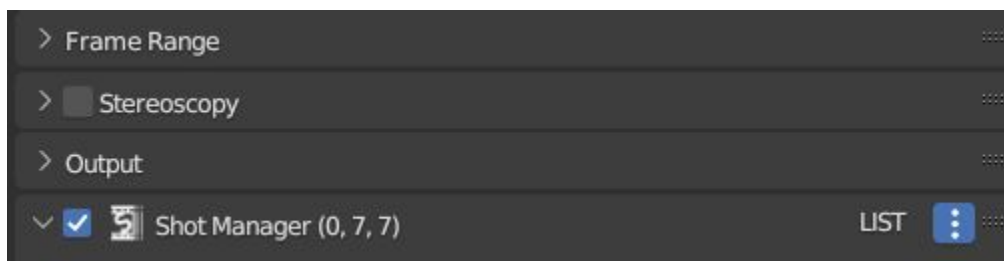 Frame Range
Stereoscopy
Output
Shot Manager (0, 7, 7) LIST